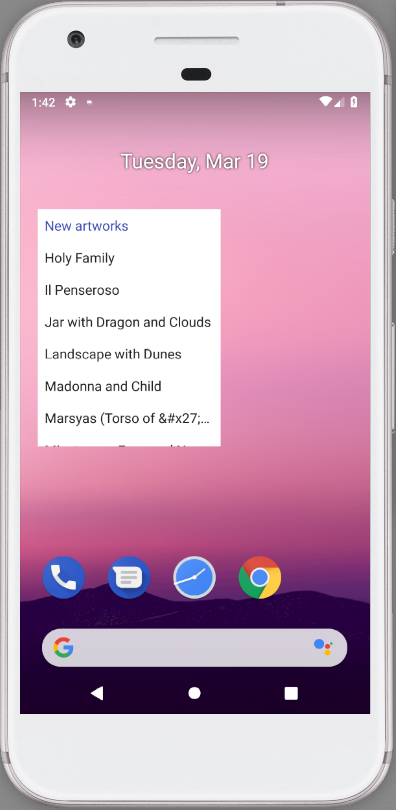 1:42
Tuesday, Mar 19
New artworks
Holy Family
Il Penseroso
Jar with Dragon and Clouds
Landscape with Dunes
Madonna and Child
Marsyas (Torso of &#x27;...
G